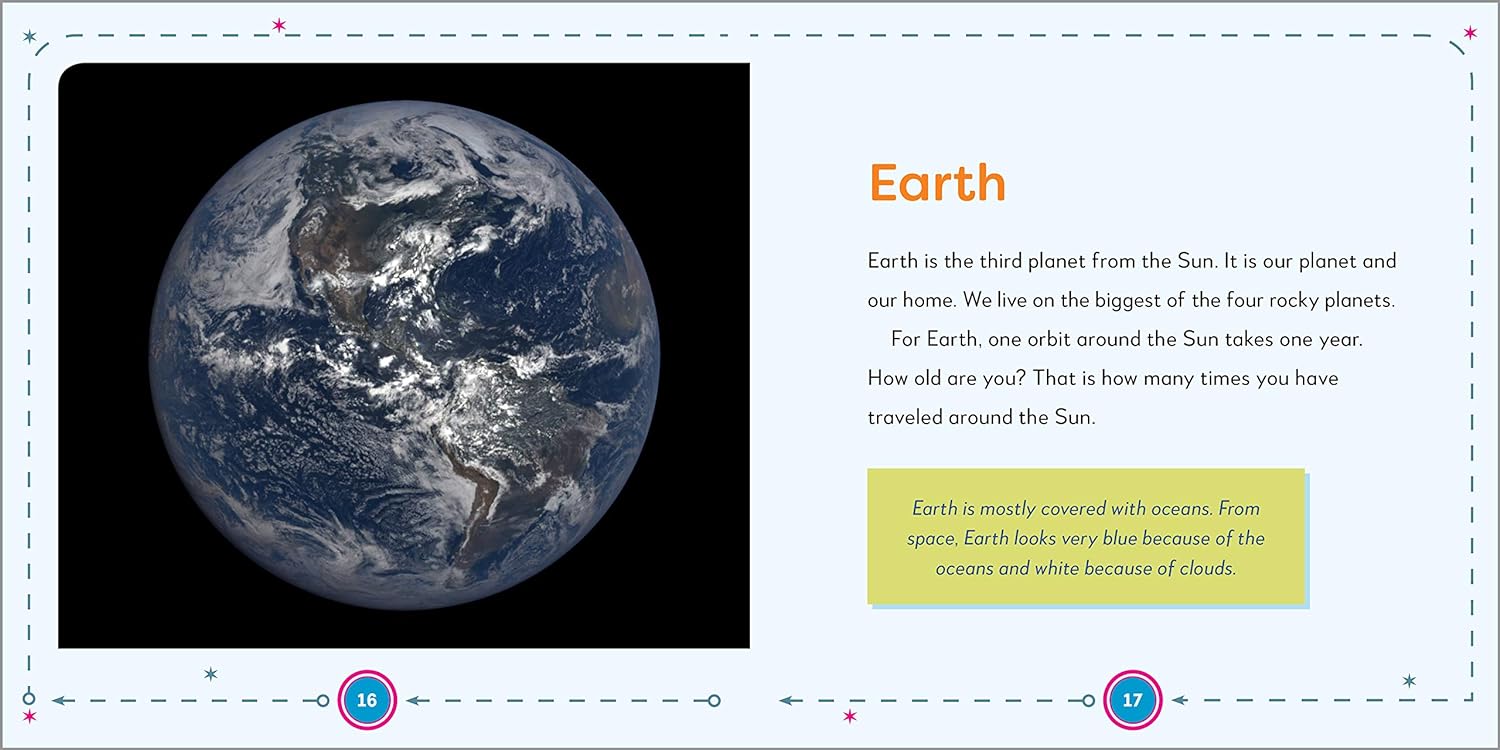 Earth
Earth is the third planet from the Sun. It is our planet and
our home. We live on the biggest of the four rocky planets.
For Earth, one orbit around the Sun takes one year.
How old are you? That is how many times you have
traveled around the Sun.
Earth is mostly covered with oceans. From
space, Earth looks very blue because of the
oceans and white because of clouds.
16
17